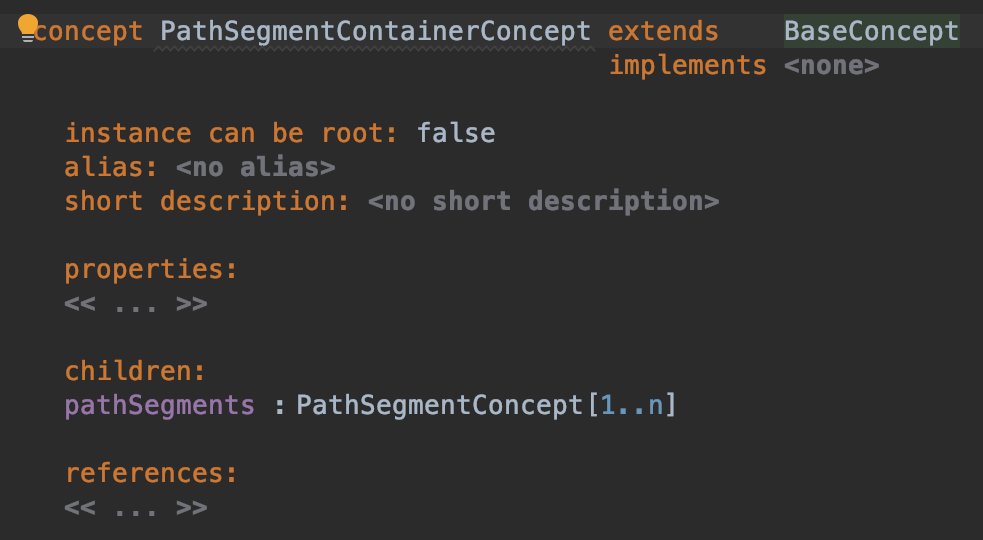 concept PathSegmentContainerConcept extends BaseConcept
implements <none>
instance can be root: false
alias: <no alias>
short description: <no short description>
properties:
<< ... >>
children:
pathSegments : PathSegmentConcept[1..n]
references:
<< ... >>